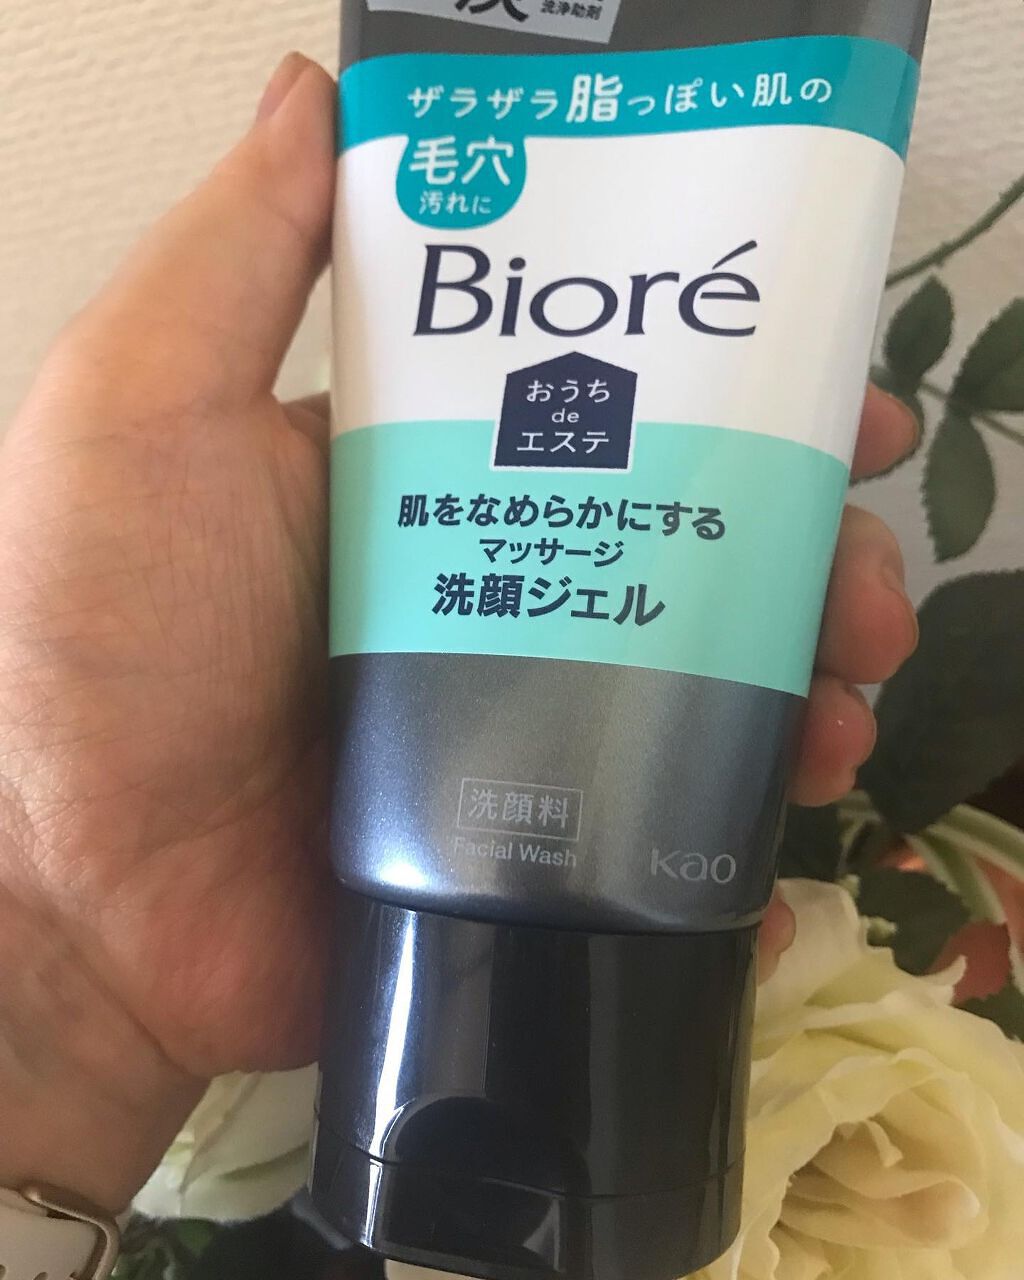 炭 洗浄助剤
ザラザラ脂っぽい肌の
毛穴
汚れに
Bioré
おうち
de
エステ
肌をなめらかにする
マッサージ
洗顔ジェル
洗顔料
Facial Wash
Kao